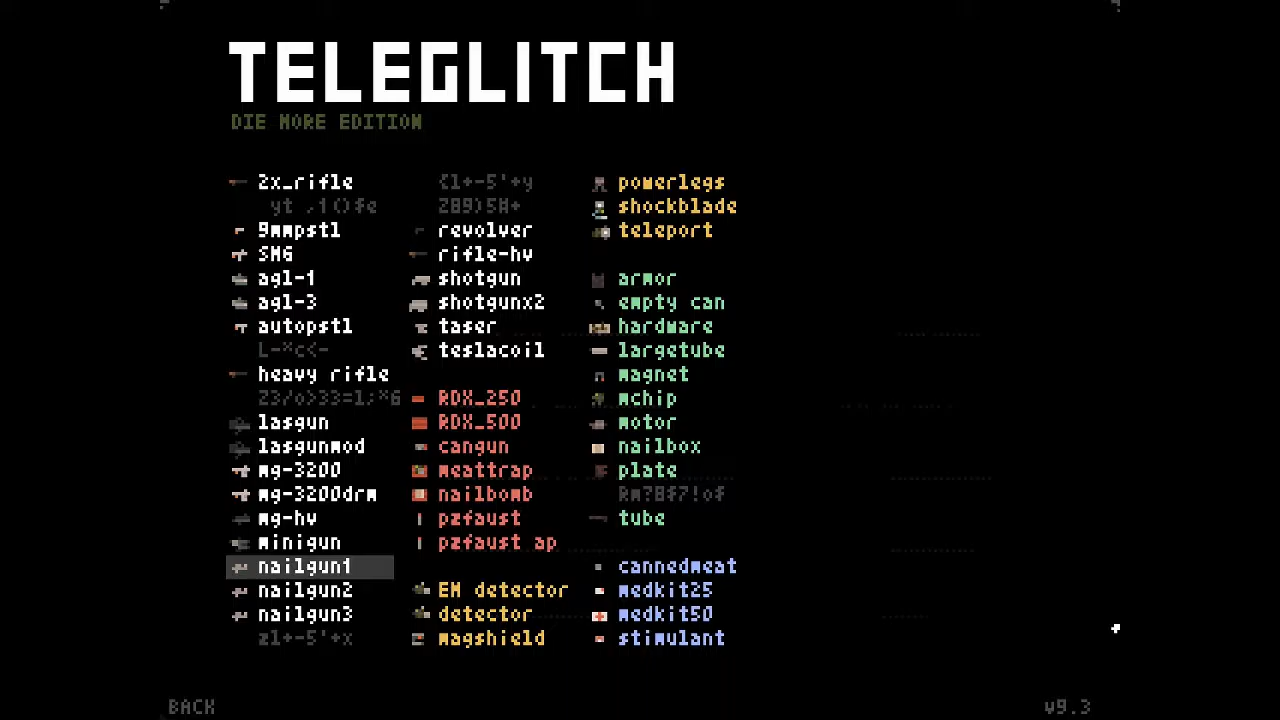 TELEGLITCH
DIE MORE EDITION
2x_rifle
9mmpstl
SM6
agl-1
agl-3
autopstl
heavy rifle
lasgun
lasgunmod
mg-3200
mg-3200drm
mg-hv
minigun
nailgun1
nailgun2
nailgun3
revolver
rifle-hv
shotgun
shotgunx2
taser
teslacoil
RDX_250
RDX_500
cangun
meattrap
nailbomb
pzfaust
pzfaust ap
EM detector
detector
magshield
powerlegs
shockblade
teleport
armor
empty can
hardware
largetube
magnet
mchip
motor
nailbox
plate
tube
cannedmeat
medkit25
medkit50
stimulant
BACK
v9.3